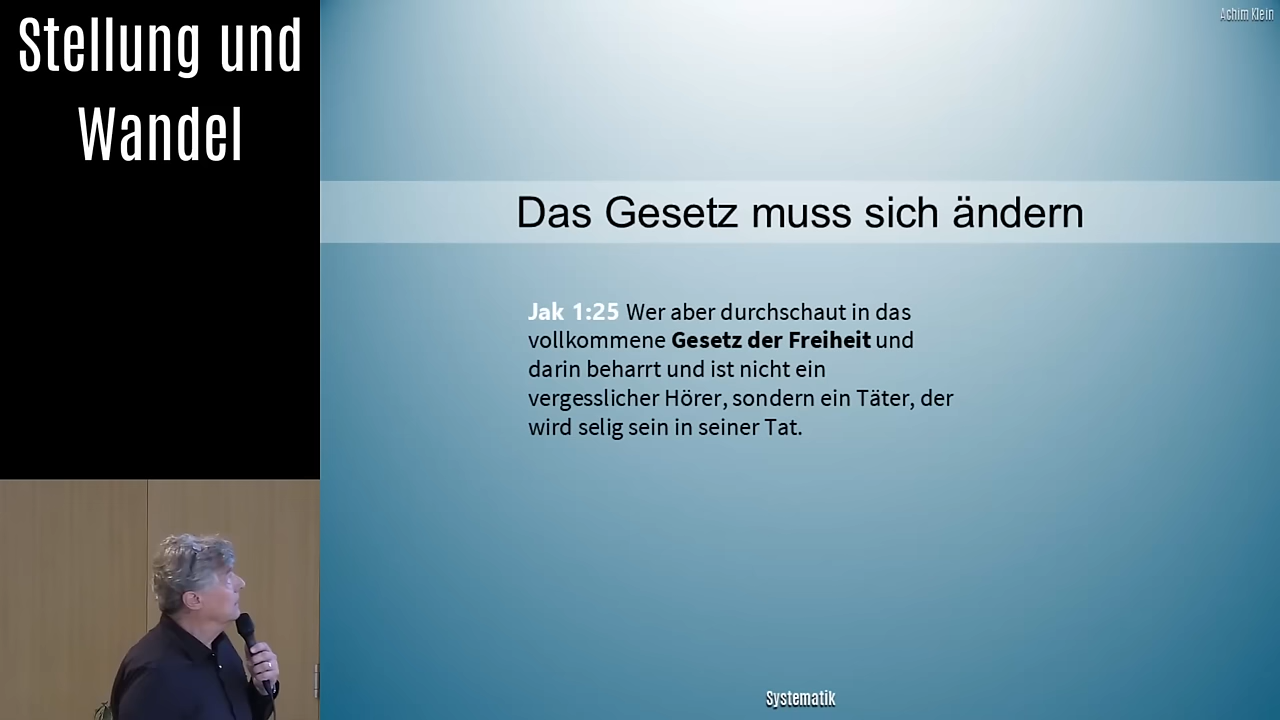 Stellung und
Wandel
Achim Klein
Das Gesetz muss sich ändern
Jak 1:25 Wer aber durchschaut in das
vollkommene Gesetz der Freiheit und
darin beharrt und ist nicht ein
vergesslicher Hörer, sondern ein Täter, der
wird selig sein in seiner Tat.
Systematik